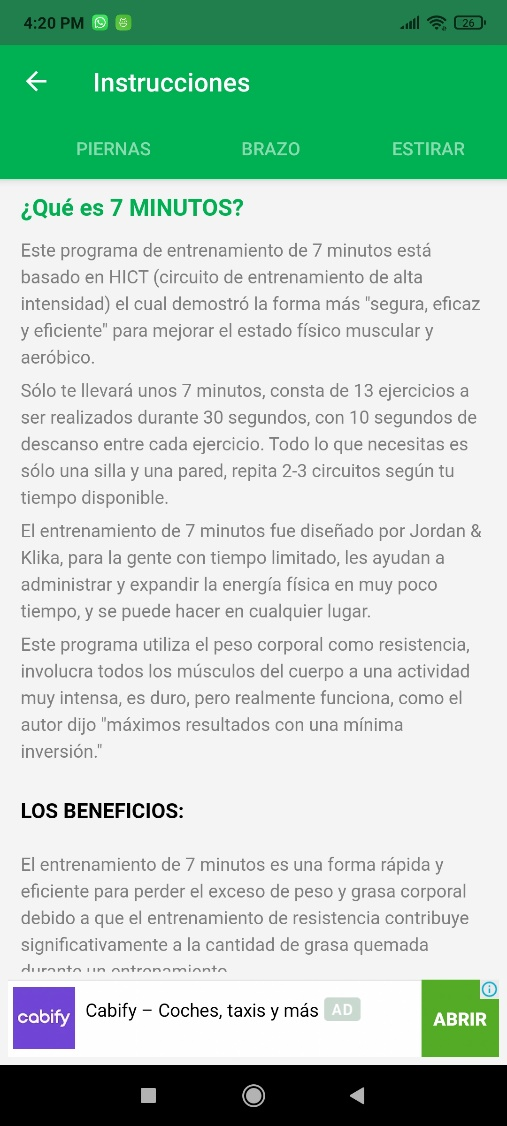 4:20 PM
26
Instrucciones
PIERNAS BRAZO ESTIRAR
¿Qué es 7 MINUTOS?
Este programa de entrenamiento de 7 minutos está
basado en HICT (circuito de entrenamiento de alta
intensidad) el cual demostró la forma más "segura, eficaz
y eficiente" para mejorar el estado físico muscular y
aeróbico.
Sólo te llevará unos 7 minutos, consta de 13 ejercicios a
ser realizados durante 30 segundos, con 10 segundos de
descanso entre cada ejercicio. Todo lo que necesitas es
sólo una silla y una pared, repita 2-3 circuitos según tu
tiempo disponible.
El entrenamiento de 7 minutos fue diseñado por Jordan &
Klika, para la gente con tiempo limitado, les ayudan a
administrar y expandir la energía física en muy poco
tiempo, y se puede hacer en cualquier lugar.
Este programa utiliza el peso corporal como resistencia,
involucra todos los músculos del cuerpo a una actividad
muy intensa, es duro, pero realmente funciona, como el
autor dijo "máximos resultados con una mínima
inversión."
LOS BENEFICIOS:
El entrenamiento de 7 minutos es una forma rápida y
eficiente para perder el exceso de peso y grasa corporal
debido a que el entrenamiento de resistencia contribuye
significativamente a la cantidad de grasa quemada
durante un entrenamiento
cabify
Cabify – Coches, taxis y más AD
ABRIR